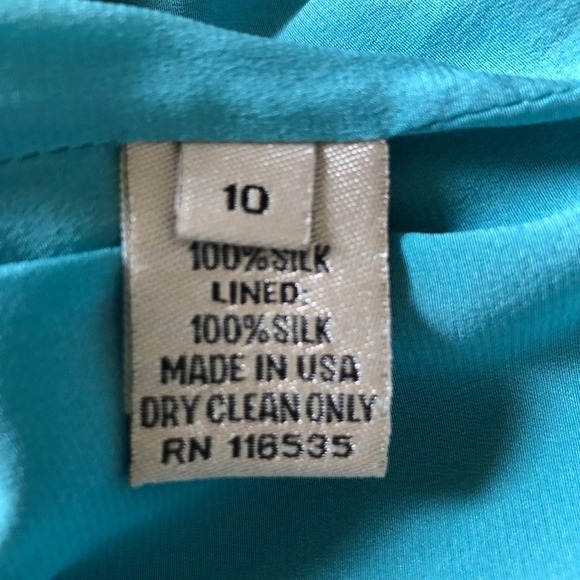 10
100% SILK
LINED:
100% SILK
MADE IN USA
DRY CLEAN ONLY
RN 116535